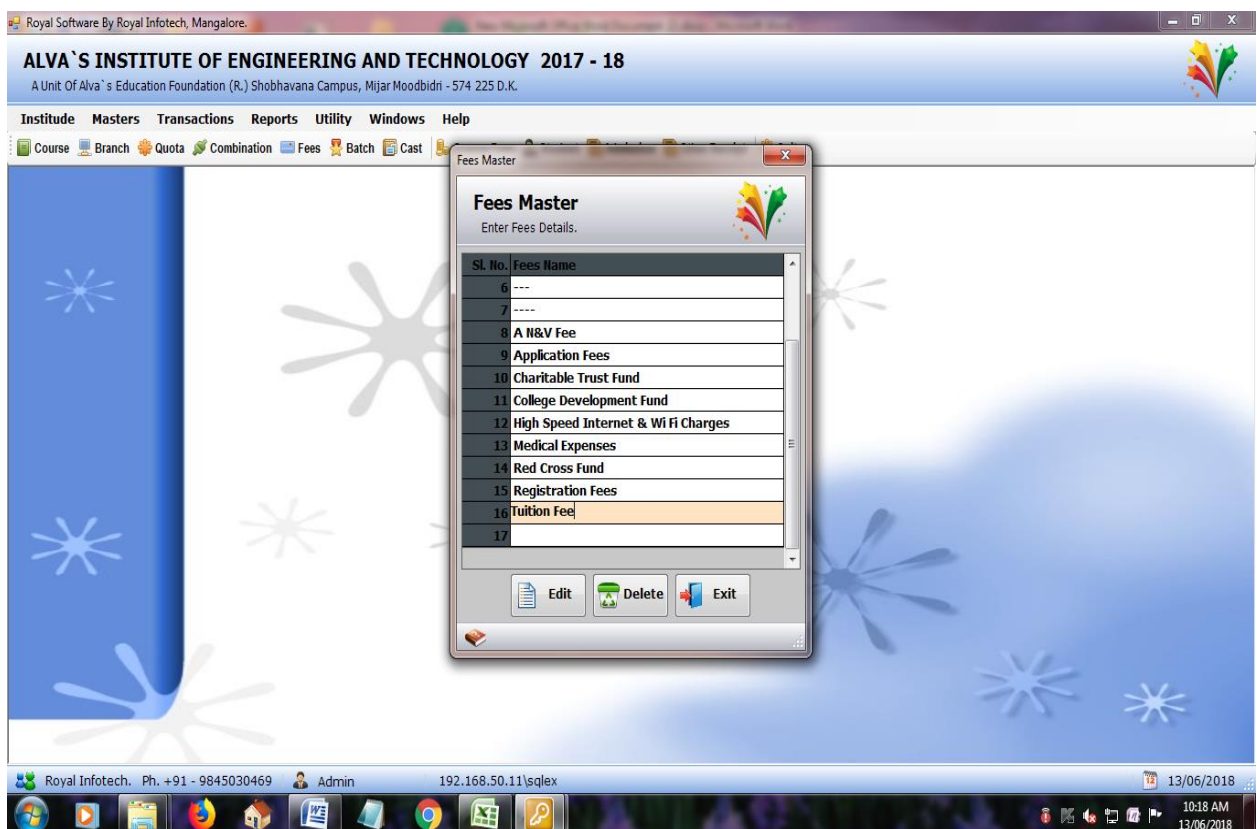 Royal Software By Royal Infotech, Mangalore.
ALVA`S INSTITUTE OF ENGINEERING AND TECHNOLOGY 2017 - 18
A Unit Of Alva`s Education Foundation (R.) Shobhavana Campus, Mijar Moodbidri - 574 225 D.K.
Institude Masters Transactions Reports Utility Windows Help
Course Branch Quota Combination Fees Batch Cast
Fees Master
Fees Master
Enter Fees Details.
Sl. No. Fees Name
6 ---
7 ----
8 A N&V Fee
9 Application Fees
10 Charitable Trust Fund
11 College Development Fund
12 High Speed Internet & Wi Fi Charges
13 Medical Expenses
14 Red Cross Fund
15 Registration Fees
16 Tuition Fee
17
Edit Delete Exit
Royal Infotech. Ph. +91 - 9845030469 Admin 192.168.50.11\sqlex 13/06/2018
10:18 AM
13/06/2018